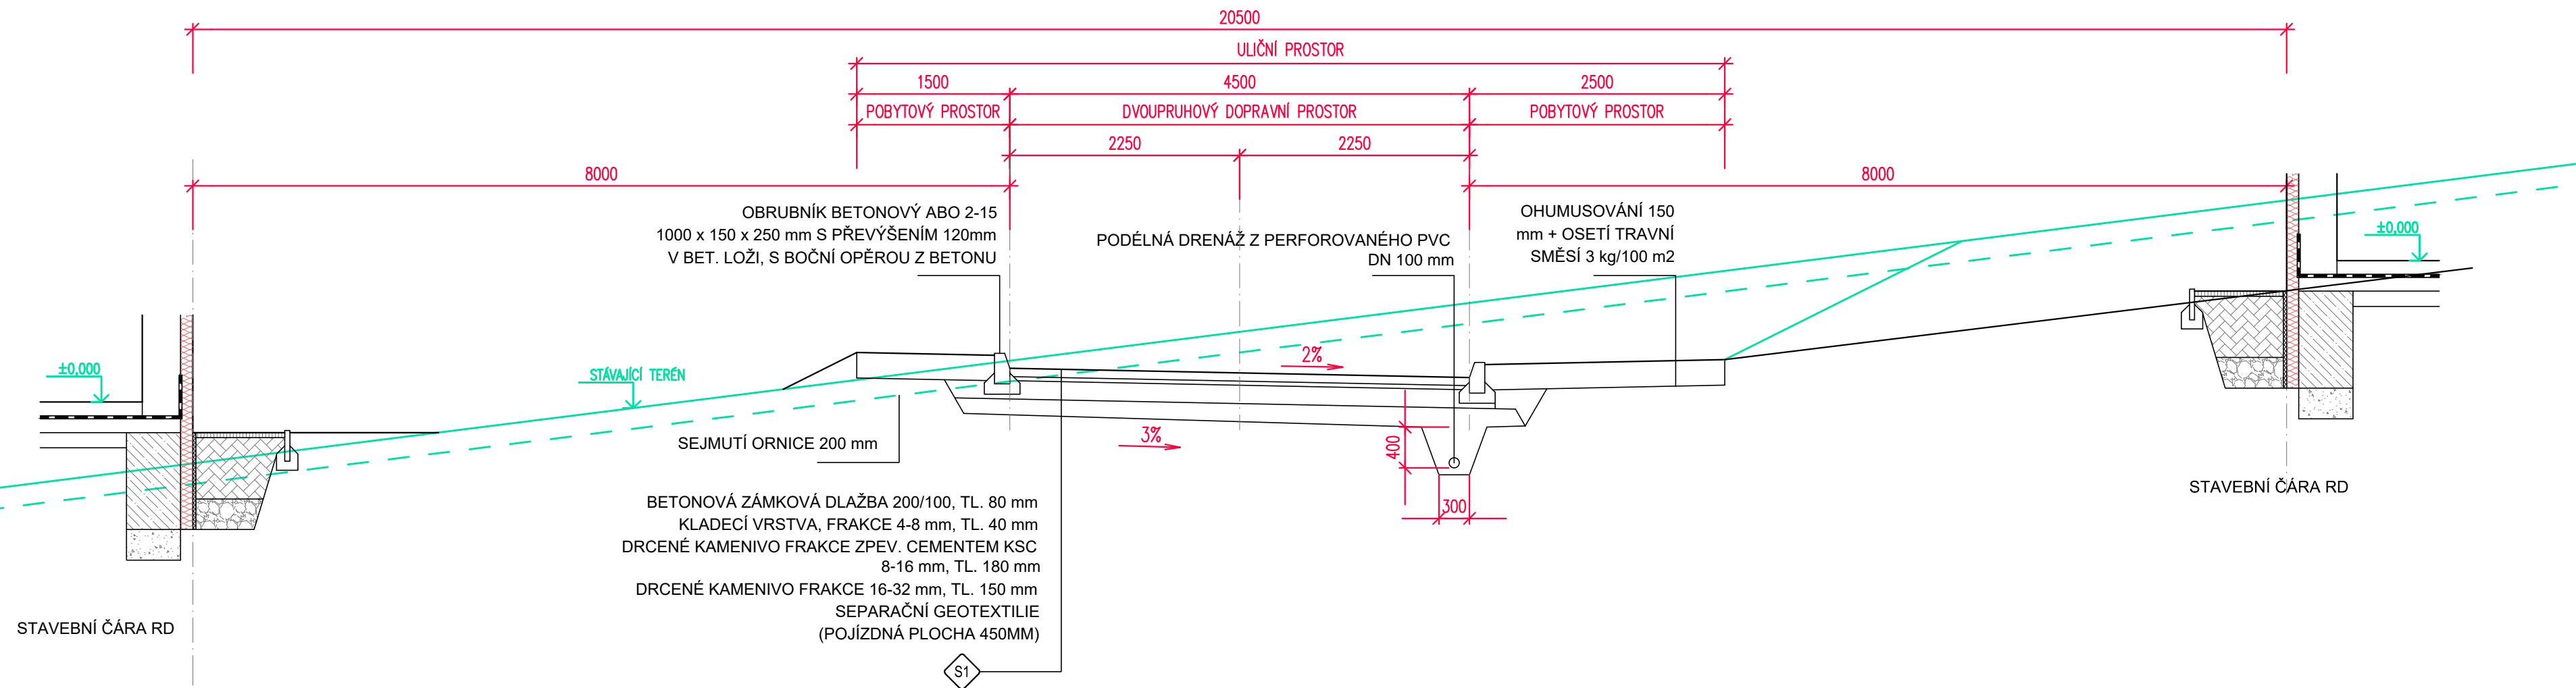 20500
ULIČNÍ PROSTOR
1500
4500
2500
POBYTOVÝ PROSTOR
DVOUPRUHOVÝ DOPRAVNÍ PROSTOR
POBYTOVÝ PROSTOR
2250
2250
8000
8000
OBRUBNÍK BETONOVÝ ABO 2-15
1000 x 150 x 250 mm S PŘEVÝŠENÍM 120mm
V BET. LOŽI, S BOČNÍ OPĚROU Z BETONU
PODÉLNÁ DRENÁŽ Z PERFOROVANÉHO PVC
DN 100 mm
OHUMUSOVÁNÍ 150
mm + OSETÍ TRAVNÍ
SMĚSÍ 3 kg/100 m2
±0,000
±0,000
STÁVAJÍCÍ TERÉN
2%
3%
400
300
SEJMUTÍ ORNICE 200 mm
BETONOVÁ ZÁMKOVÁ DLAŽBA 200/100, TL. 80 mm
KLADECÍ VRSTVA, FRAKCE 4-8 mm, TL. 40 mm
DRCENÉ KAMENIVO FRAKCE ZPEV. CEMENTEM KSC
8-16 mm, TL. 180 mm
DRCENÉ KAMENIVO FRAKCE 16-32 mm, TL. 150 mm
SEPARAČNÍ GEOTEXTILIE
(POJÍZDNÁ PLOCHA 450MM)
S1
STAVEBNÍ ČÁRA RD
STAVEBNÍ ČÁRA RD